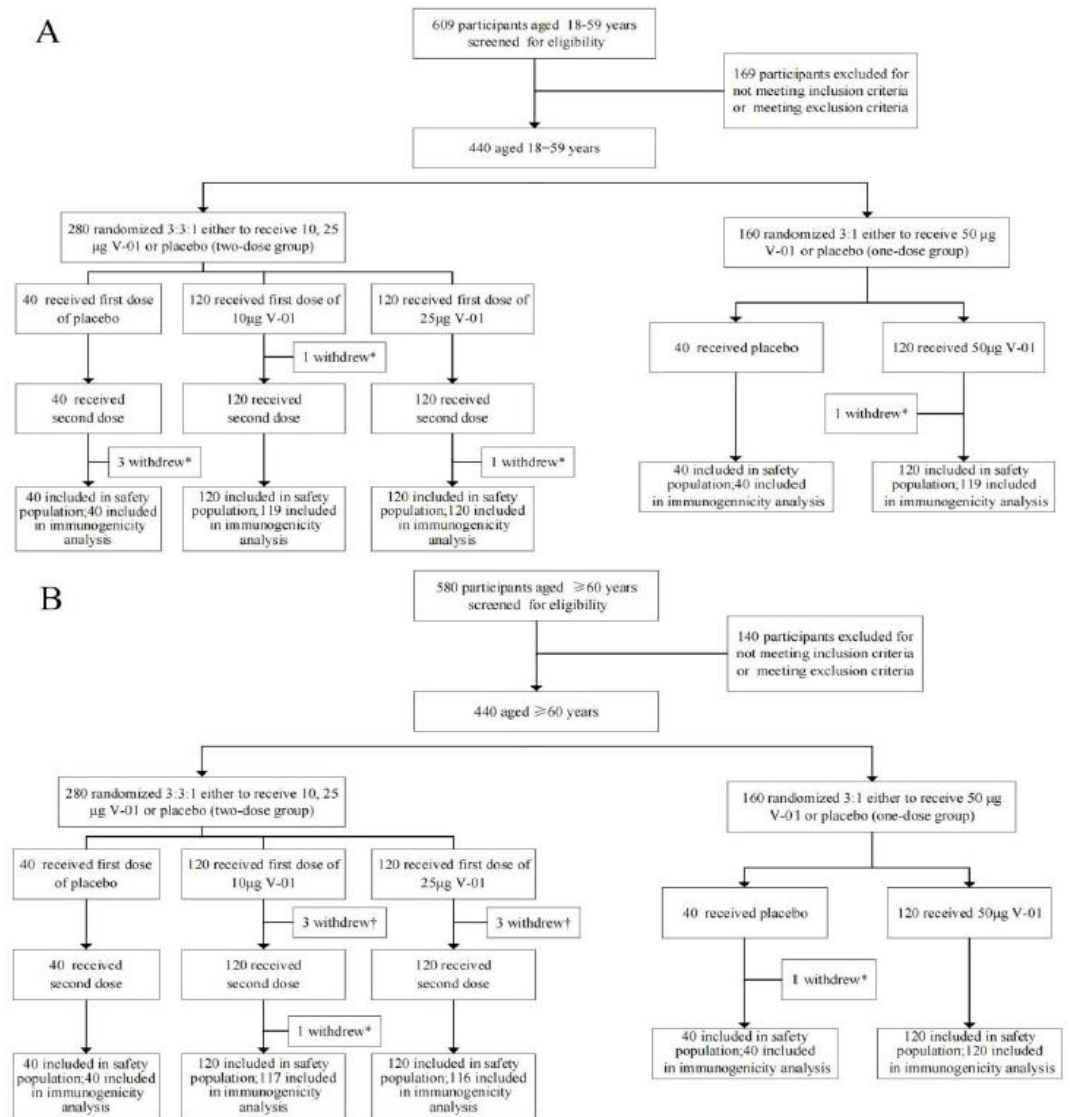 A
609 participants aged 18-59 years
screened for eligibility
169 participants excluded for
not meeting inclusion criteria
or meeting exclusion criteria
440 aged 18−59 years
280 randomized 3:3:1 either to receive 10, 25
μg V-01 or placebo (two-dose group)
160 randomized 3:1 either to receive 50 μg
V-01 or placebo (one-dose group)
40 received first dose
of placebo
120 received first dose of
10μg V-01
120 received first dose of
25μg V-01
1 withdrew*
40 received placebo
120 received 50μg V-01
40 received
second dose
120 received
second dose
120 received
second dose
1 withdrew*
3 withdrew*
1 withdrew*
40 included in safety
population;40 included
in immunogenicity
analysis
120 included in safety
population;119 included
in immunogenicity
analysis
120 included in safety
population;120 included
in immunogenicity
analysis
40 included in safety
population;40 included
in immunogennicity
analysis
120 included in safety
population;119 included
in immunogenicity
analysis
B
580 participants aged ⩾60 years
screened for eligibility
140 participants excluded for
not meeting inclusion criteria
or meeting exclusion criteria
440 aged ⩾60 years
280 randomized 3:3:1 either to receive 10, 25
μg V-01 or placebo (two-dose group)
160 randomized 3:1 either to receive 50 μg
V-01 or placebo (one-dose group)
40 received first dose
of placebo
120 received first dose of
10μg V-01
120 received first dose of
25μg V-01
3 withdrew†
3 withdrew†
40 received placebo
120 received 50μg V-01
40 received
second dose
120 received
second dose
120 received
second dose
1 withdrew*
1 withdrew*
40 included in safety
population;40 included
in immunogenicity
analysis
120 included in safety
population;117 included
in immunogenicity
analysis
120 included in safety
population;116 included
in immunogenicity
analysis
40 included in safety
population;40 included
in immunogenicity
analysis
120 included in safety
population;120 included
in immunogenicity
analysis